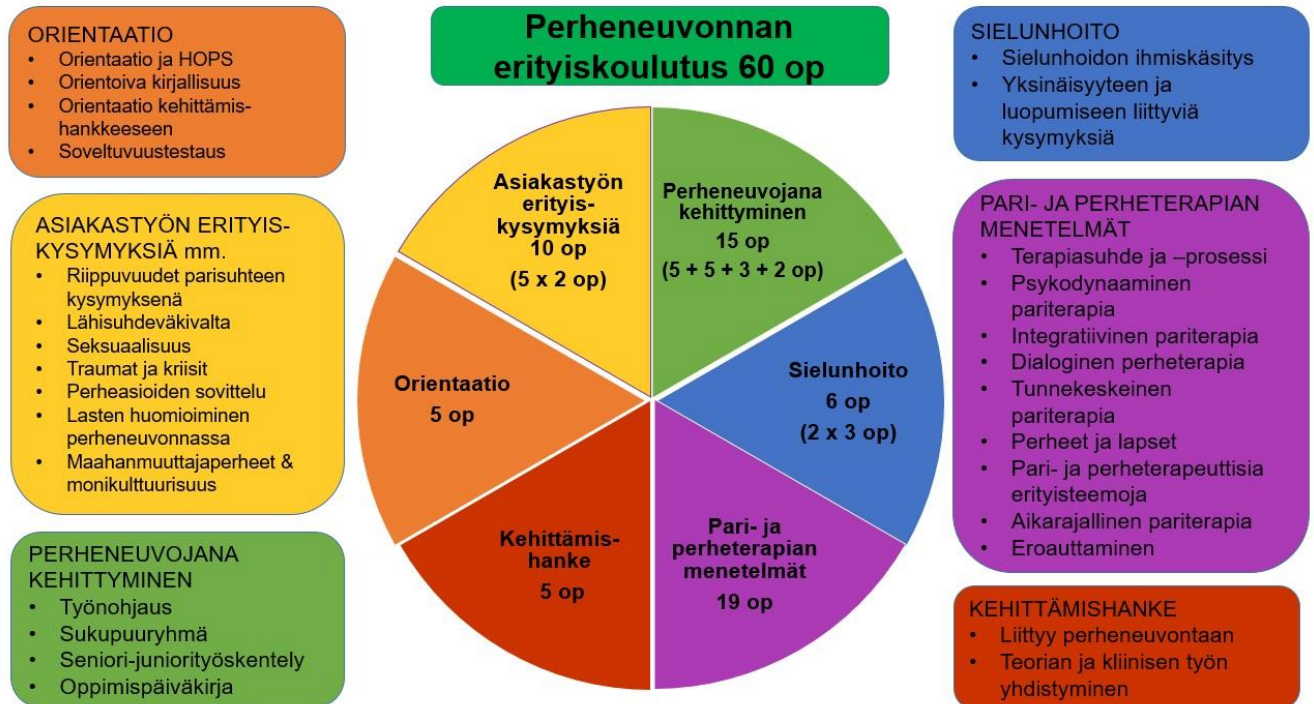 Perheneuvonnan
erityiskoulutus 60 op
ORIENTAATIO
• Orientaatio ja HOPS
• Orientoiva kirjallisuus
• Orientaatio kehittämis-
hankkeeseen
• Soveltuvuustestaus
ASIAKASTYÖN ERITYIS-
KYSYMYKSIÄ mm.
• Riippuvuudet parisuhteen
kysymyksenä
• Lähisuhdeväkivalta
• Seksuaalisuus
• Traumat ja kriisit
• Perheasioiden sovittelu
• Lasten huomioiminen
perheneuvonnassa
• Maahanmuuttajaperheet &
monikulttuurisuus
PERHENEUVOJANA
KEHITTYMINEN
• Työnohjaus
• Sukupuuryhmä
• Seniori-juniorityöskentely
• Oppimispäiväkirja
Asiakastyön
erityis-
kysymyksiä
10 op
(5 x 2 op)
Perheneuvojana
kehittyminen
15 op
(5 + 5 + 3 + 2 op)
Orientaatio
5 op
Sielunhoito
6 op
(2 x 3 op)
Kehittämis-
hanke
5 op
Pari- ja
perheterapian
menetelmät
19 op
SIELUNHOITO
• Sielunhoidon ihmiskäsitys
• Yksinäisyyteen ja
luopumiseen liittyviä
kysymyksiä
PARI- JA PERHETERAPIAN
MENETELMÄT
• Terapiasuhde ja –prosessi
• Psykodynaaminen
pariterapia
• Integratiivinen pariterapia
• Dialoginen perheterapia
• Tunnekeskeinen
pariterapia
• Perheet ja lapset
• Pari- ja perheterapeuttisia
erityisteemoja
• Aikarajallinen pariterapia
• Eroauttaminen
KEHITTÄMISHANKE
• Liittyy perheneuvontaan
• Teorian ja kliinisen työn
yhdistyminen